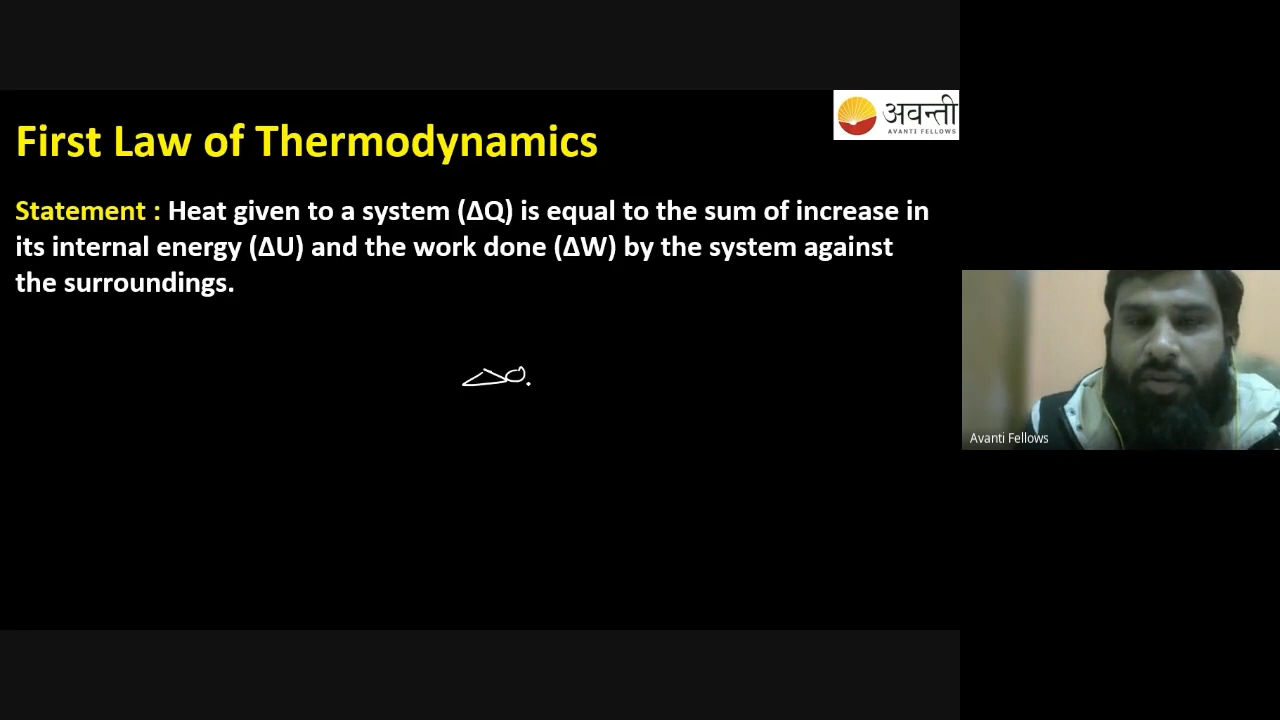 अवन्ती
AVANTI FELLOWS
First Law of Thermodynamics
Statement : Heat given to a system (ΔQ) is equal to the sum of increase in
its internal energy (ΔU) and the work done (ΔW) by the system against
the surroundings.
Avanti Fellows